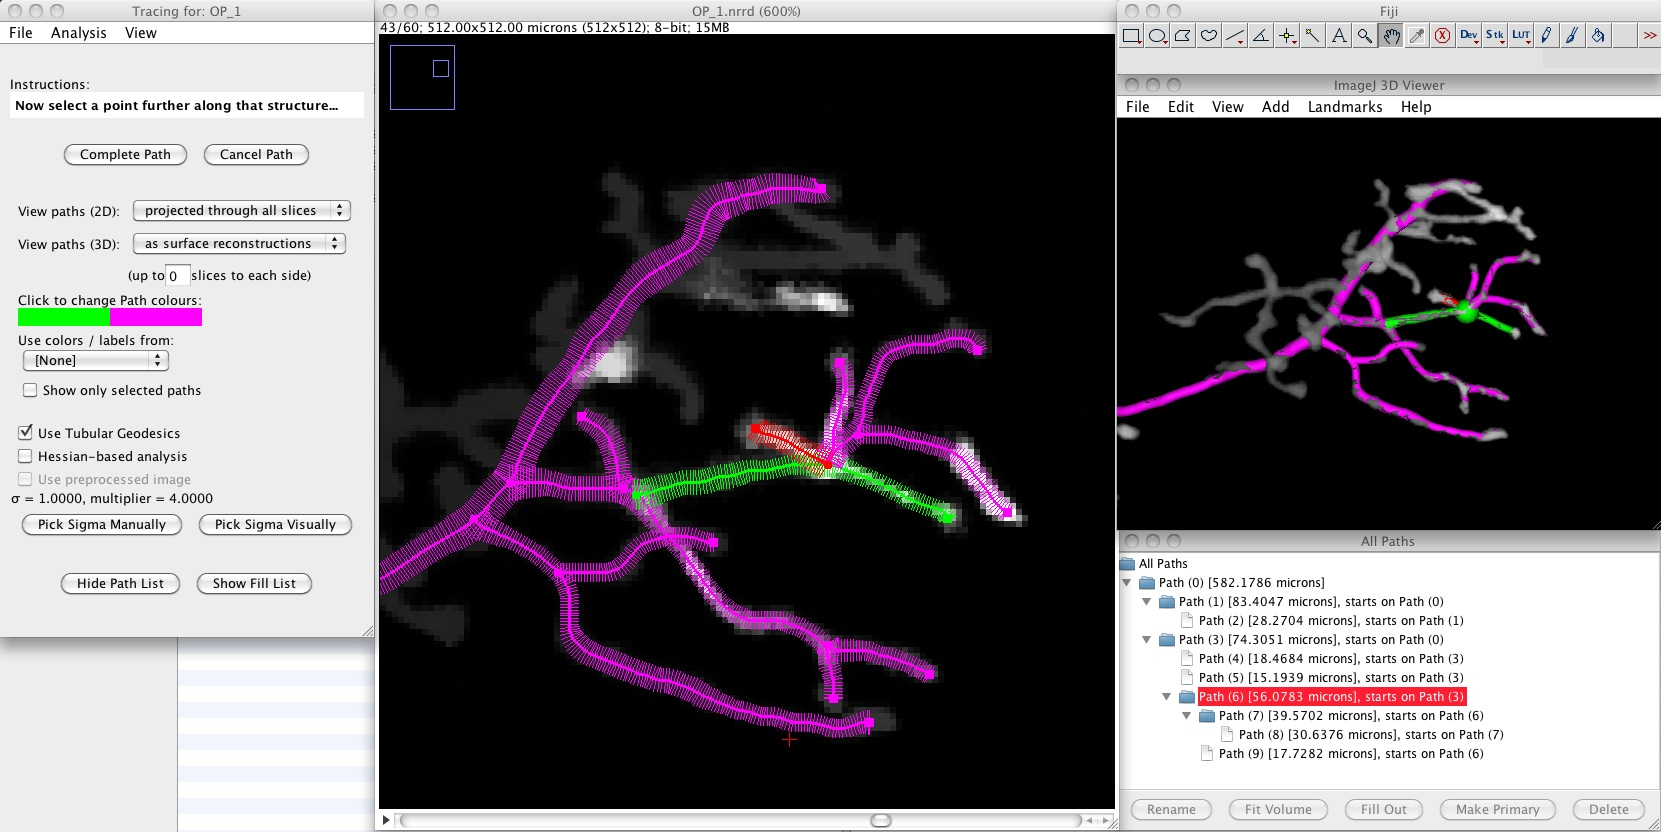 Tracing for: OP_1
File Analysis View
Instructions:
Now select a point further along that structure...
Complete Path Cancel Path
View paths (2D): projected through all slices
View paths (3D): as surface reconstructions
(up to 0 slices to each side)
Click to change Path colours:
Use colors / labels from:
[None]
Show only selected paths
Use Tubular Geodesics
Hessian-based analysis
Use preprocessed image
σ = 1.0000, multiplier = 4.0000
Pick Sigma Manually Pick Sigma Visually
Hide Path List Show Fill List
OP_1.nrrd (600%)
43/60; 512.00x512.00 microns (512x512); 8-bit; 15MB
Fiji
A Dev Stk LUT >>
ImageJ 3D Viewer
File Edit View Add Landmarks Help
All Paths
All Paths
Path (0) [582.1786 microns]
Path (1) [83.4047 microns], starts on Path (0)
Path (2) [28.2704 microns], starts on Path (1)
Path (3) [74.3051 microns], starts on Path (0)
Path (4) [18.4684 microns], starts on Path (3)
Path (5) [15.1939 microns], starts on Path (3)
Path (6) [56.0783 microns], starts on Path (3)
Path (7) [39.5702 microns], starts on Path (6)
Path (8) [30.6376 microns], starts on Path (7)
Path (9) [17.7282 microns], starts on Path (6)
Rename Fit Volume Fill Out Make Primary Delete